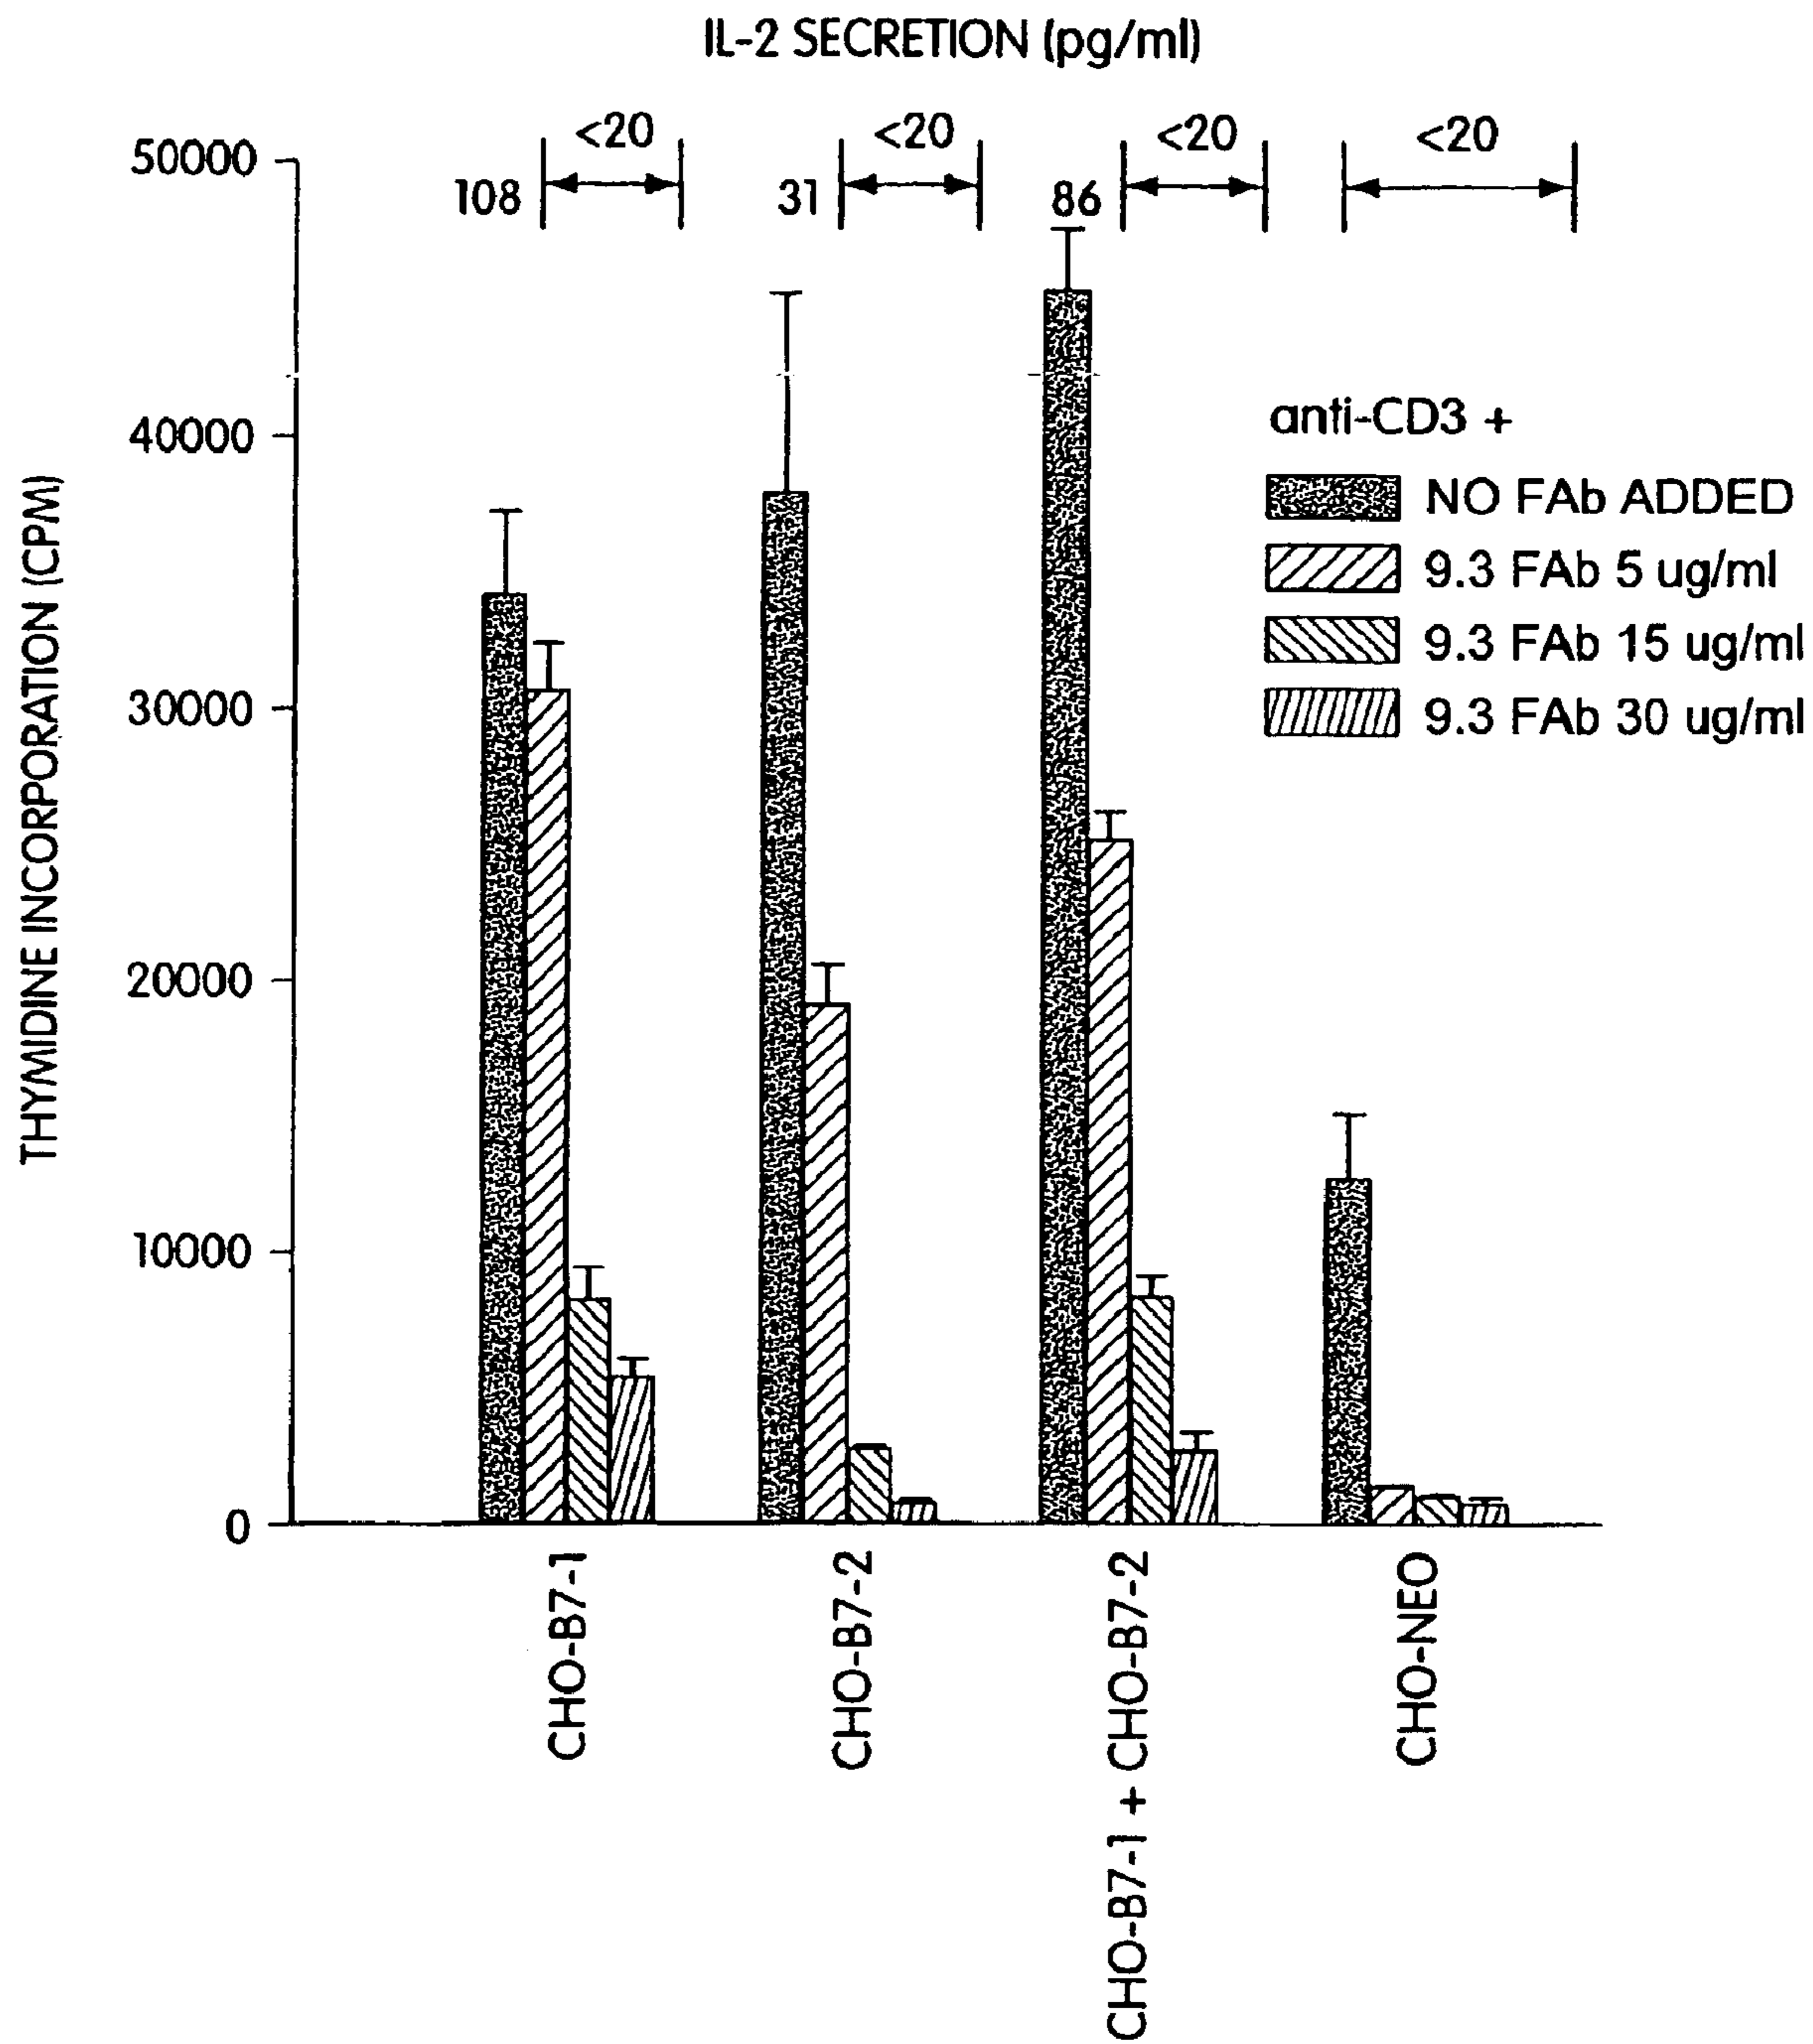 IL-2 SECRETION (pg/ml)
<20 <20 <20 <20
108 31 86
50000
40000
30000
20000
10000
0
THYMIDINE INCORPORATION (CPM)
anti-CD3 +
NO FAb ADDED
9.3 FAb 5 ug/ml
9.3 FAb 15 ug/ml
9.3 FAb 30 ug/ml
CHO-B7-1
CHO-B7-2
CHO-B7-1 + CHO-B7-2
CHO-NEO